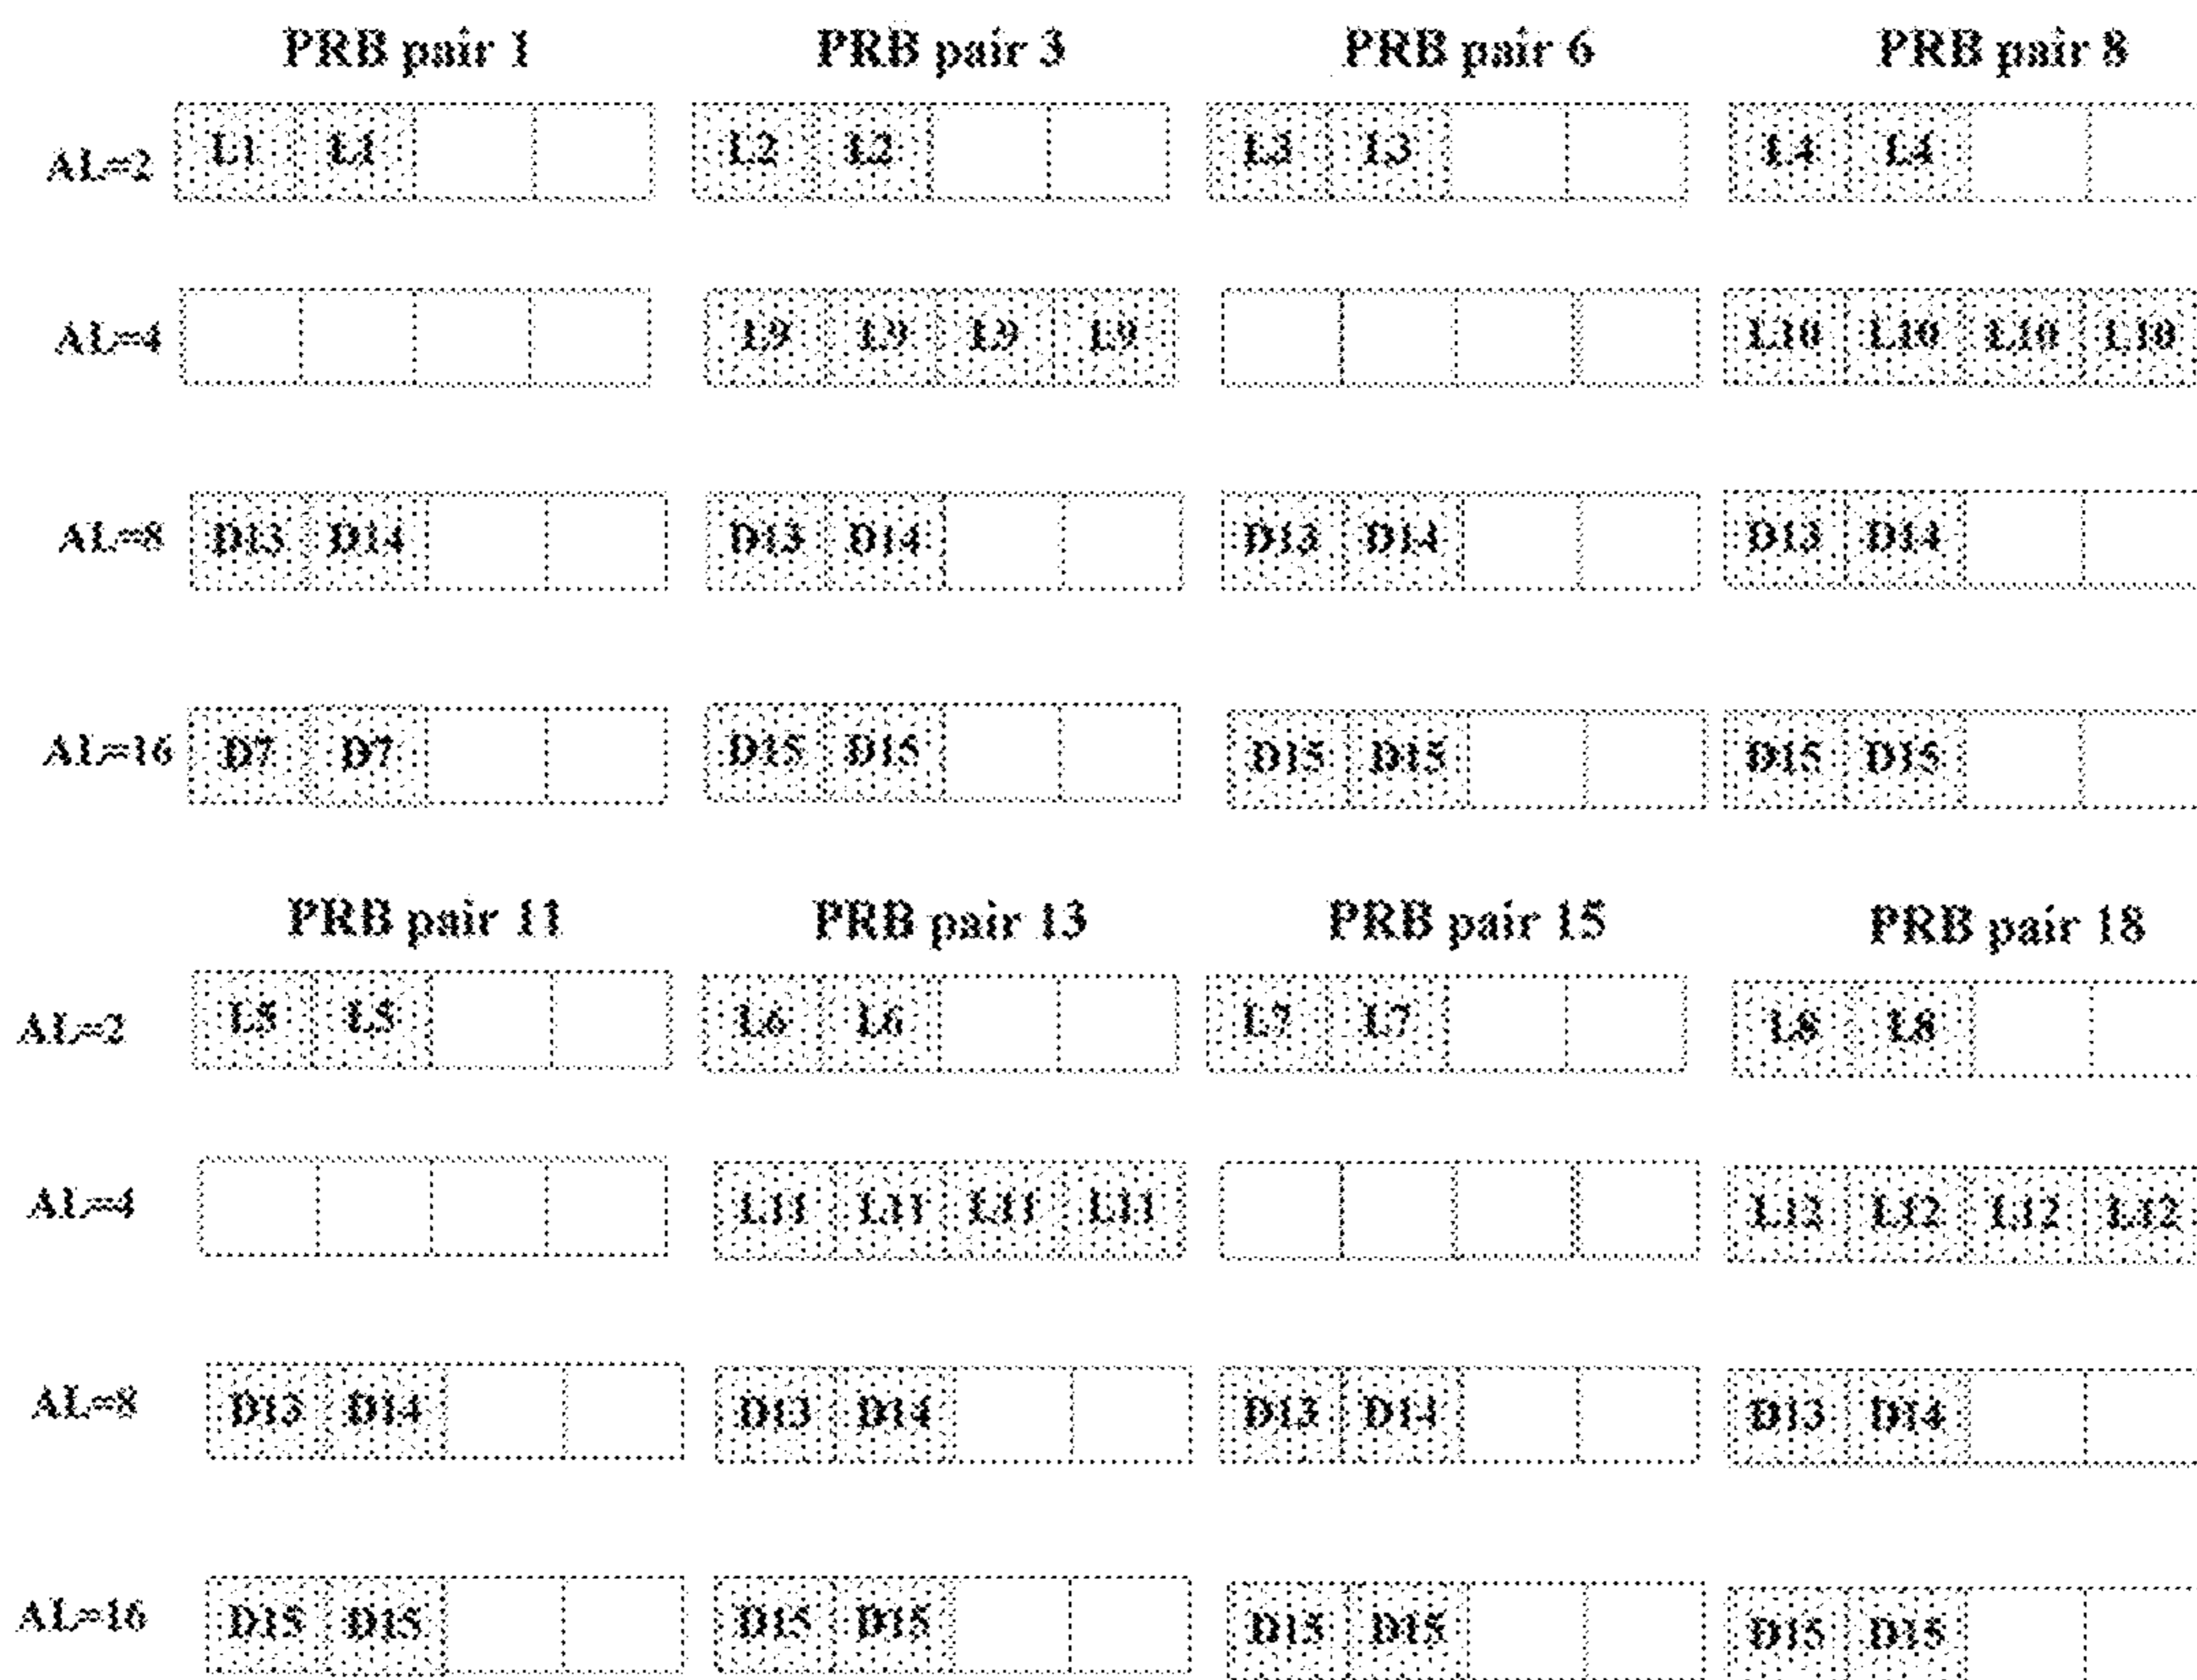 PRB pair 1 PRB pair 3 PRB pair 6 PRB pair 8
AL=2 L1 L1 L2 L2 L3 L3 L4 L4
AL=4 L9 L9 L9 L9 L10 L10 L10 L10
AL=8 D13 D14 D13 D14 D13 D14 D13 D14
AL=16 D7 D7 D15 D15 D15 D15 D15 D15
PRB pair 11 PRB pair 13 PRB pair 15 PRB pair 18
AL=2 L5 L5 L6 L6 L7 L7 L8 L8
AL=4 L11 L11 L11 L11 L12 L12 L12 L12
AL=8 D13 D14 D13 D14 D13 D14 D13 D14
AL=16 D15 D15 D15 D15 D15 D15 D15 D15